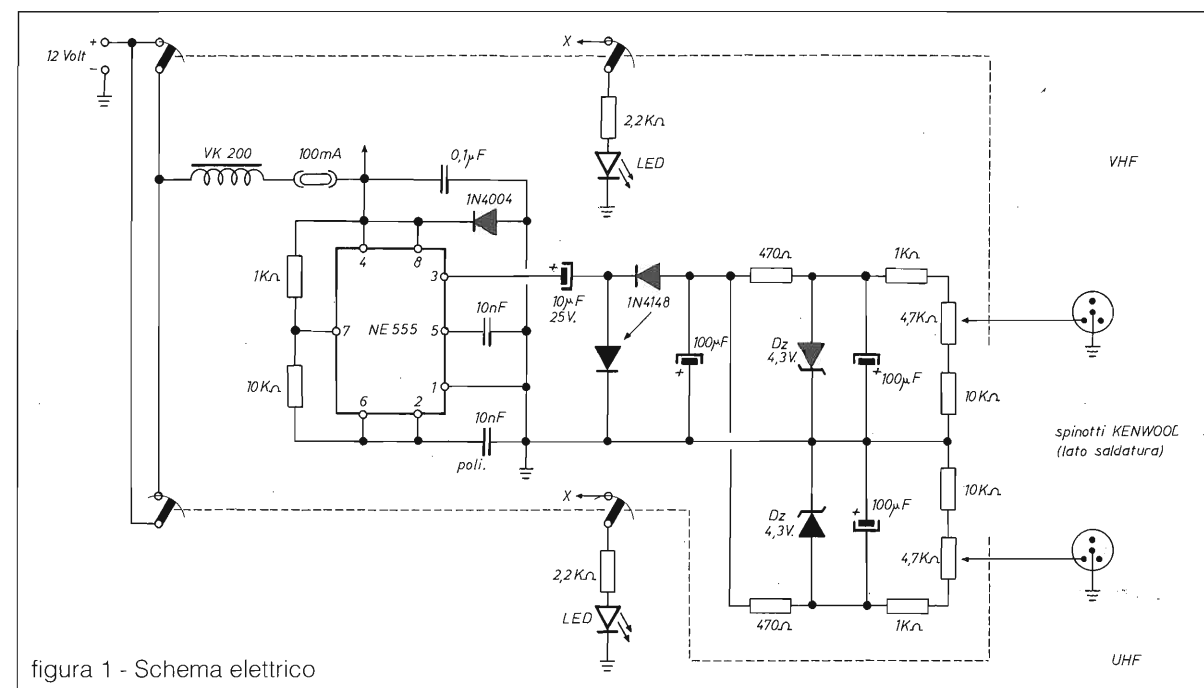 +
12 Volt
-
X
2,2KΩ
LED
VHF
VK 200
100mA
0,1µF
1N4004
1KΩ
4
8
3
7
NE 555
5
10nF
10KΩ
1
6
2
10nF
poli.
+
10µF
25V.
1N4148
100µF
+
470Ω
1KΩ
Dz
4,3V.
+
100µF
4,7KΩ
10KΩ
spinotti KENWOOD
(lato saldatura)
X
2,2KΩ
LED
Dz
4,3V.
+
100µF
10KΩ
4,7KΩ
470Ω
1KΩ
UHF
figura 1 - Schema elettrico